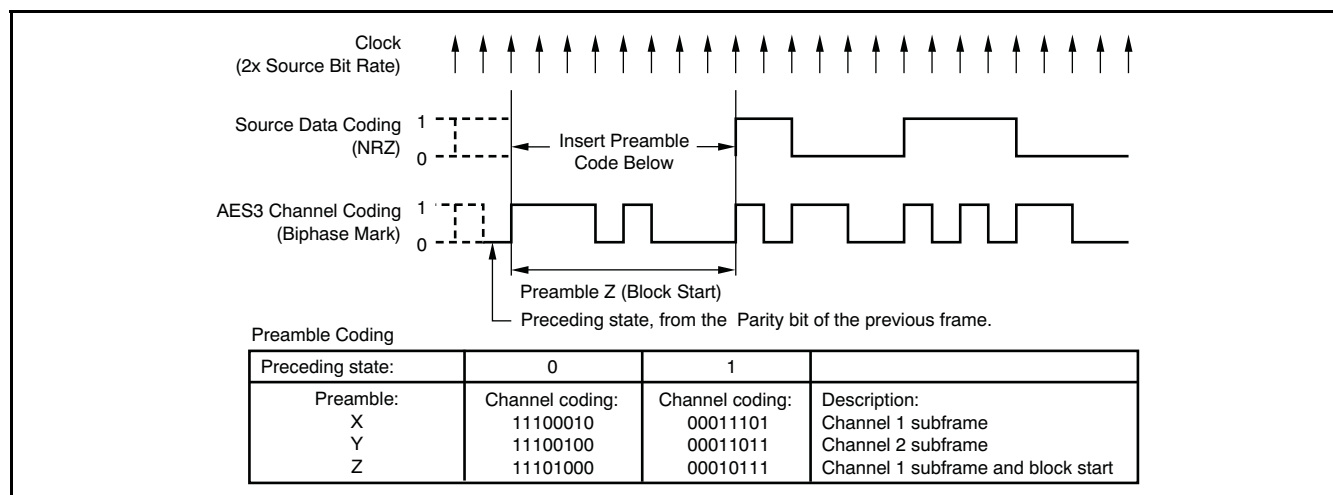 Clock
(2x Source Bit Rate)
Source Data Coding
(NRZ)
1
0
Insert Preamble
Code Below
AES3 Channel Coding
(Biphase Mark)
1
0
Preamble Z (Block Start)
Preceding state, from the Parity bit of the previous frame.
Preamble Coding
Preceding state: 0 1
Preamble: Channel coding: Channel coding: Description:
X 11100010 00011101 Channel 1 subframe
Y 11100100 00011011 Channel 2 subframe
Z 11101000 00010111 Channel 1 subframe and block start